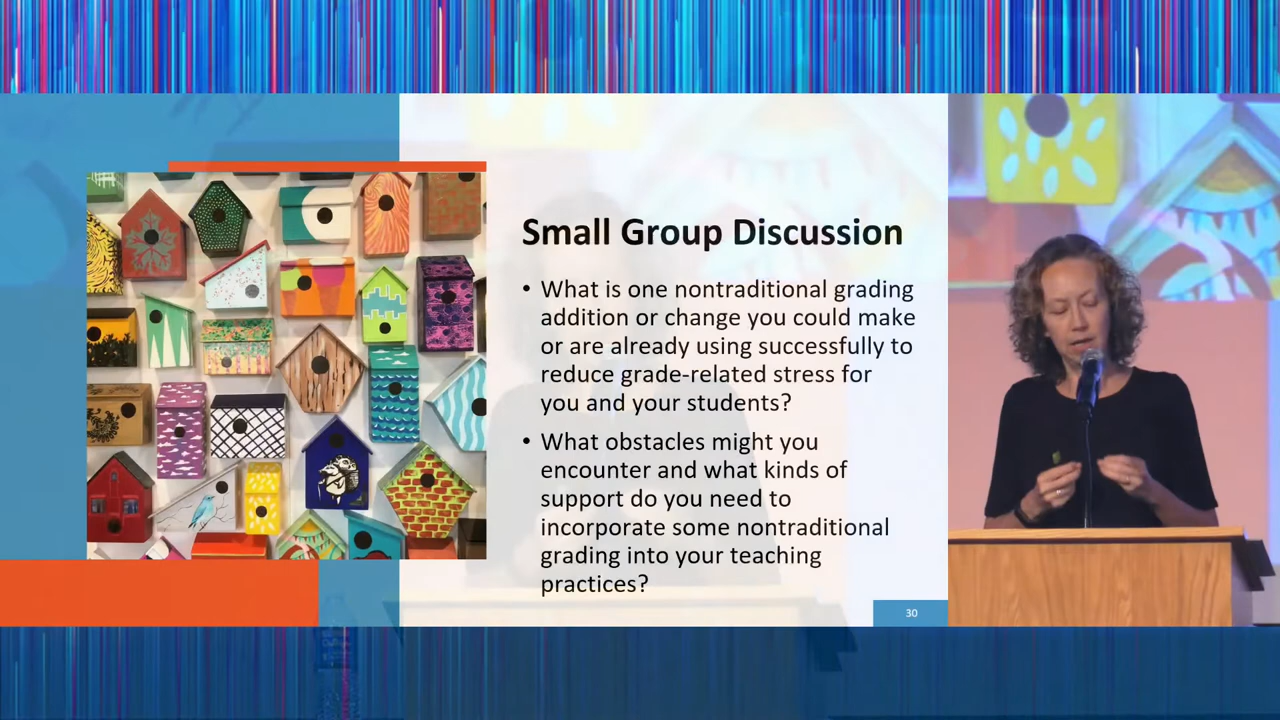 Small Group Discussion
• What is one nontraditional grading
addition or change you could make
or are already using successfully to
reduce grade-related stress for
you and your students?
• What obstacles might you
encounter and what kinds of
support do you need to
incorporate some nontraditional
grading into your teaching
practices?
30